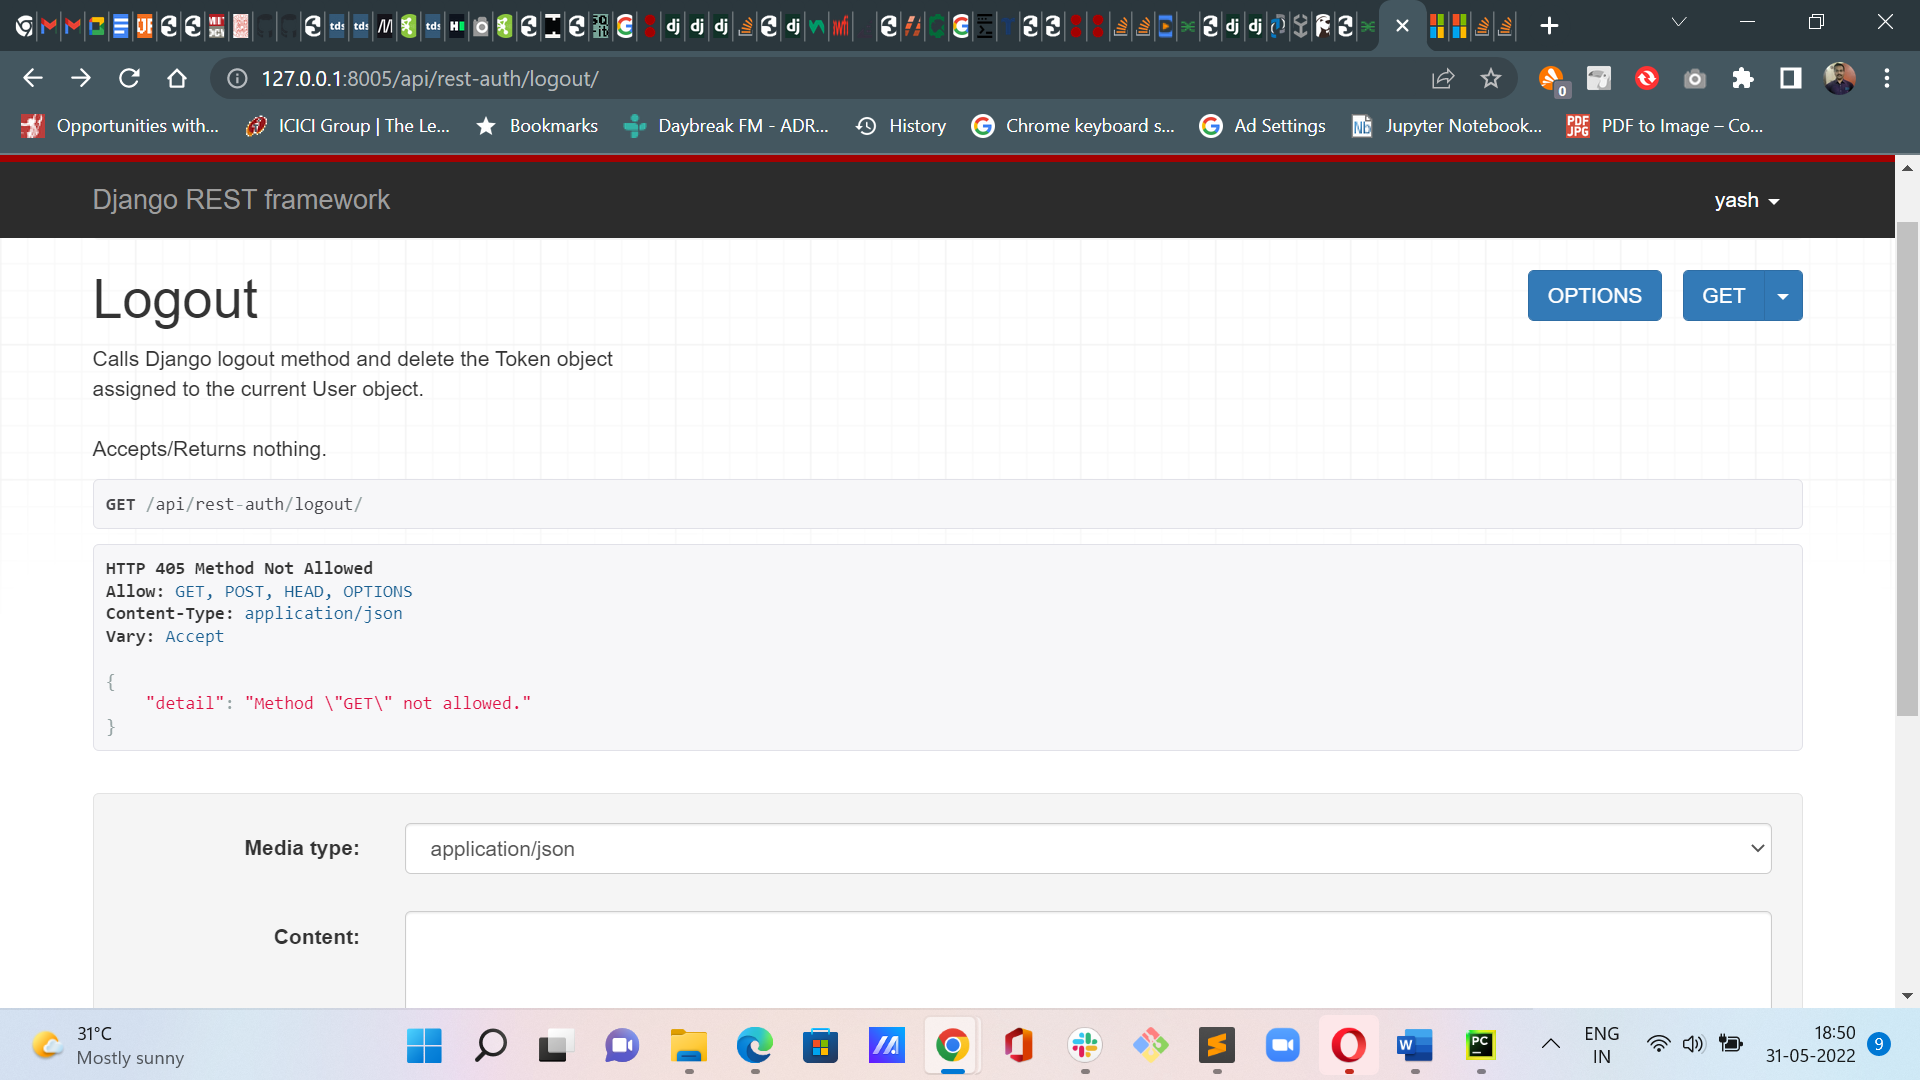 127.0.0.1:8005/api/rest-auth/logout/
0
Opportunities with...
ICICI Group | The Le...
Bookmarks
Daybreak FM - ADR...
History
Chrome keyboard s...
Ad Settings
Jupyter Notebook...
PDF to Image – Co...
Django REST framework
yash
Logout
OPTIONS
GET
Calls Django logout method and delete the Token object
assigned to the current User object.
Accepts/Returns nothing.
GET /api/rest-auth/logout/
HTTP 405 Method Not Allowed
Allow: GET, POST, HEAD, OPTIONS
Content-Type: application/json
Vary: Accept
{
"detail": "Method \"GET\" not allowed."
}
Media type:
application/json
Content:
31°C
Mostly sunny
ENG
IN
18:50
31-05-2022
9